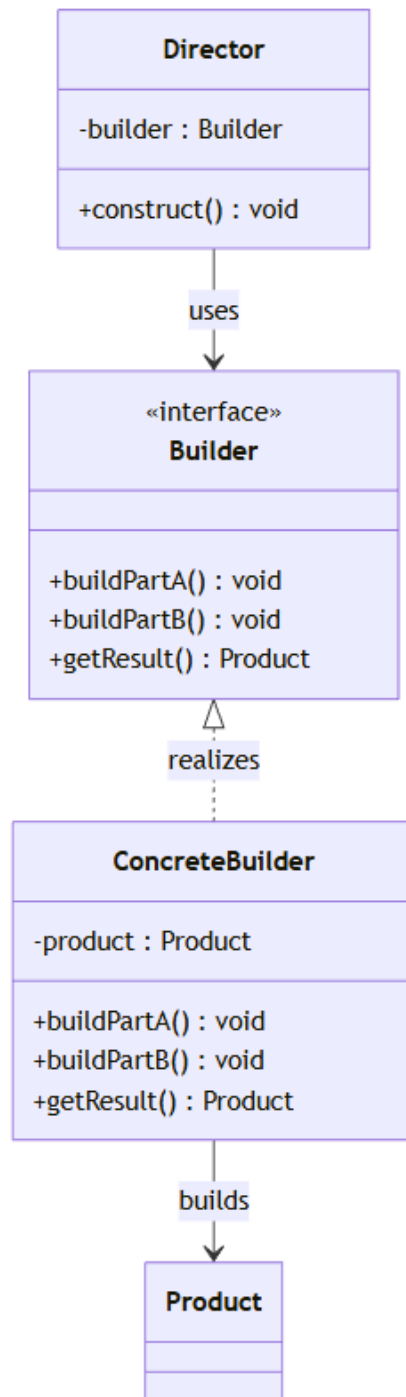 Director
-builder : Builder
+construct() : void
uses
«interface»
Builder
+buildPartA() : void
+buildPartB() : void
+getResult() : Product
realizes
ConcreteBuilder
-product : Product
+buildPartA() : void
+buildPartB() : void
+getResult() : Product
builds
Product